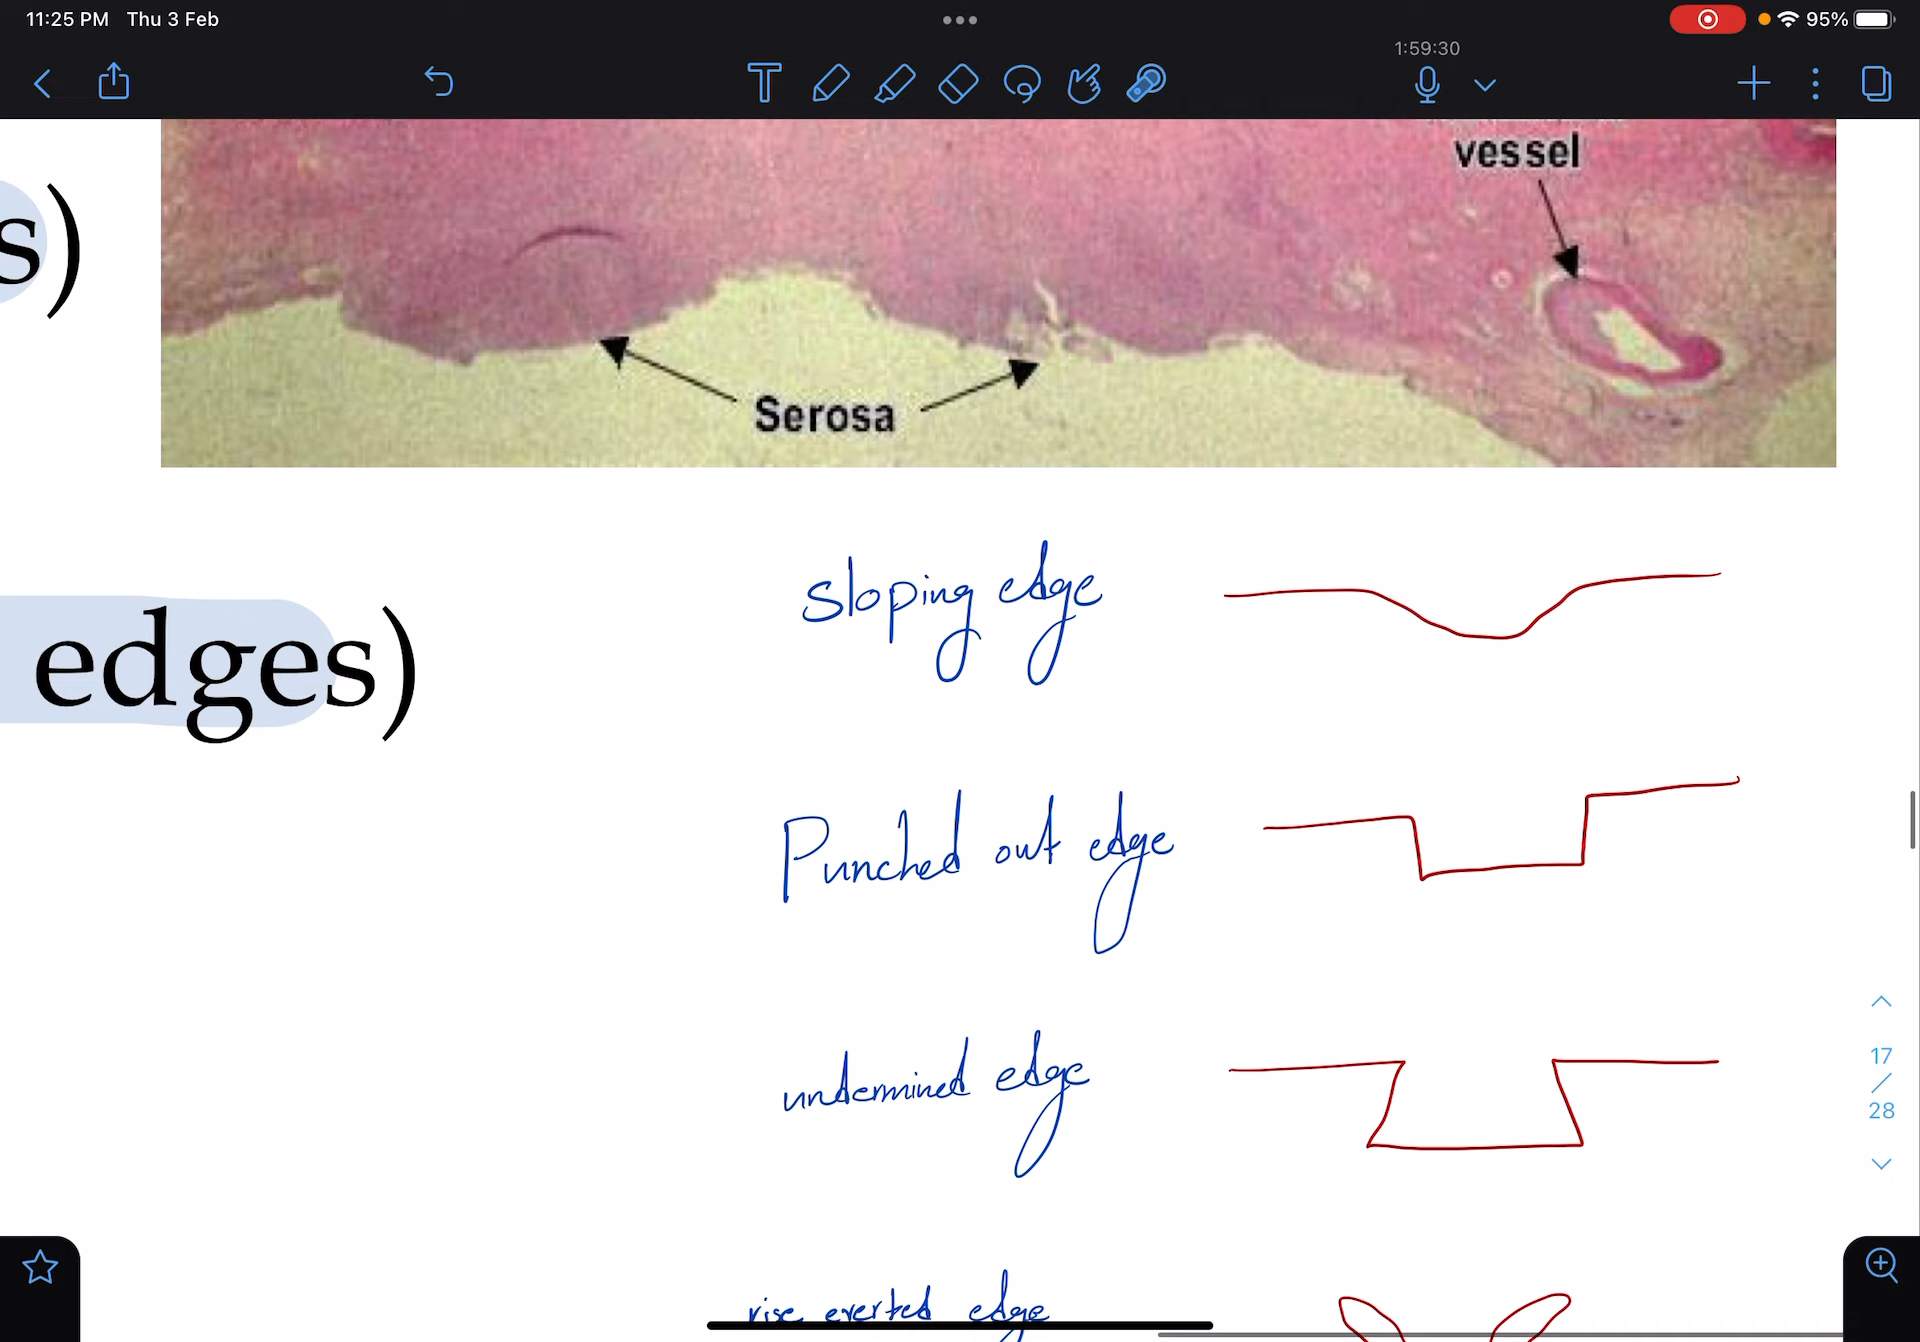 11:25 PM Thu 3 Feb
95%
1:59:30
vessel
s)
Serosa
sloping edge
edges)
Punched out edge
undermined edge
17
/
28
rise everted edge